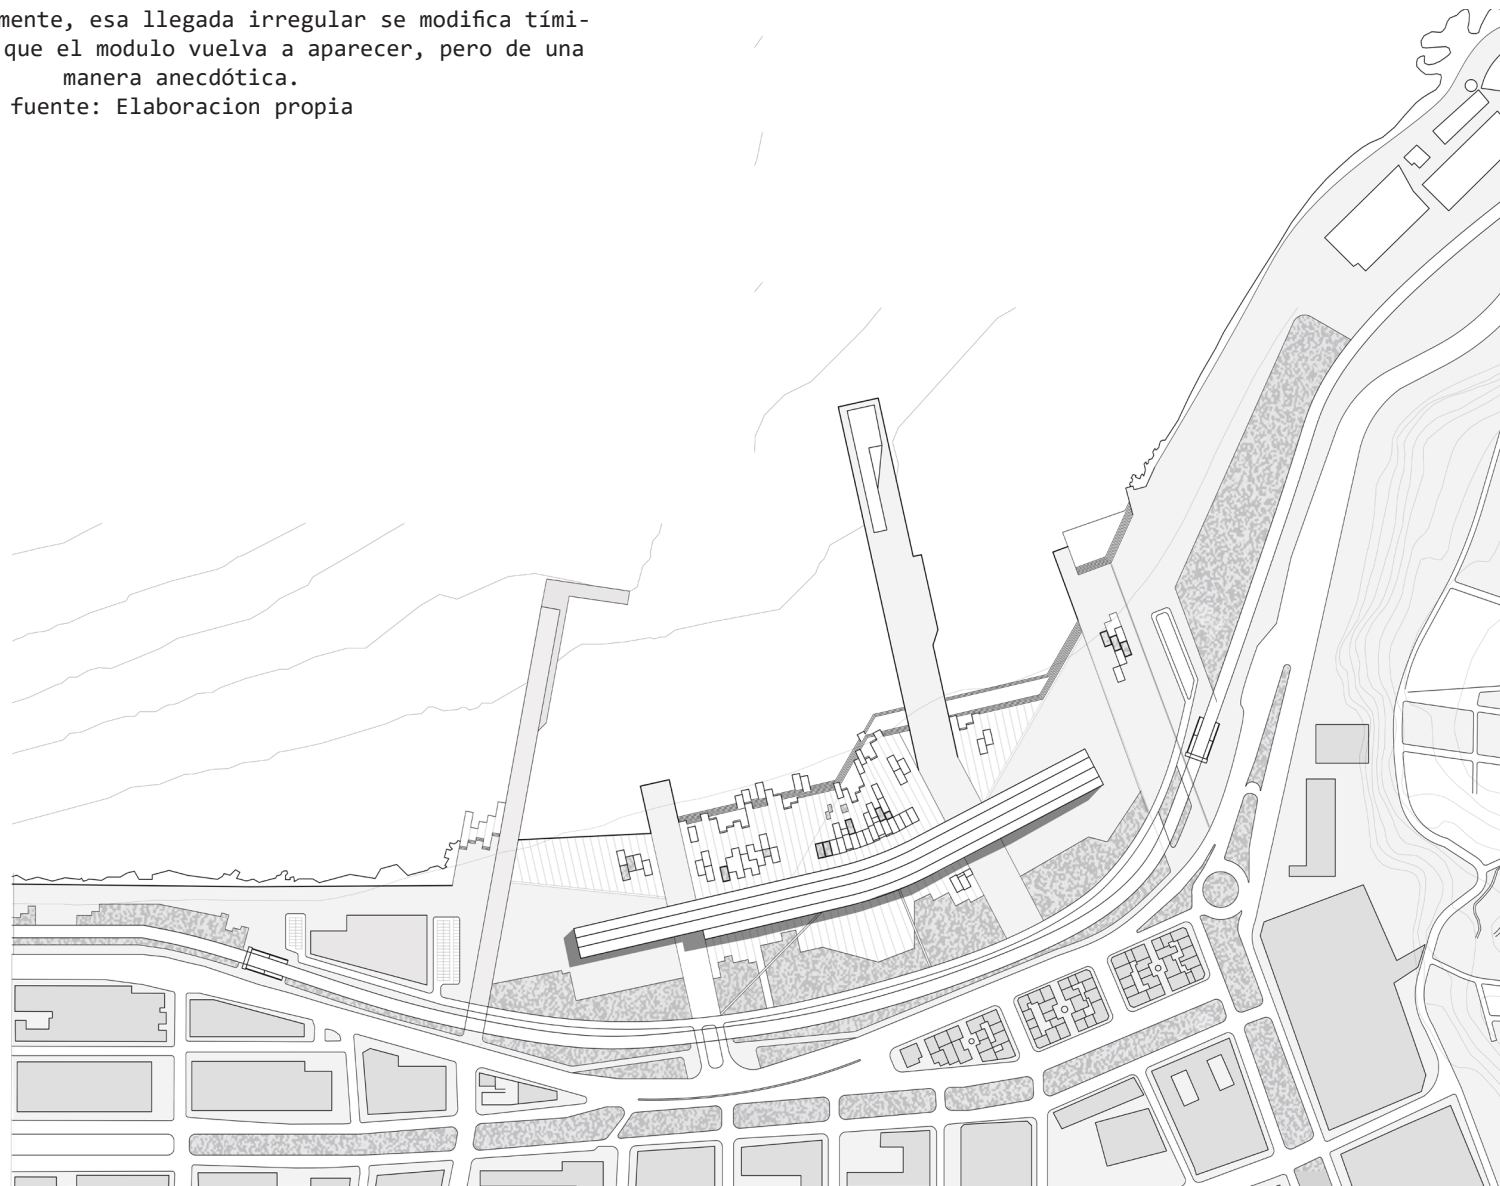 mente, esa llegada irregular se modifica tími-
que el modulo vuelva a aparecer, pero de una
manera anecdótica.
fuente: Elaboracion propia